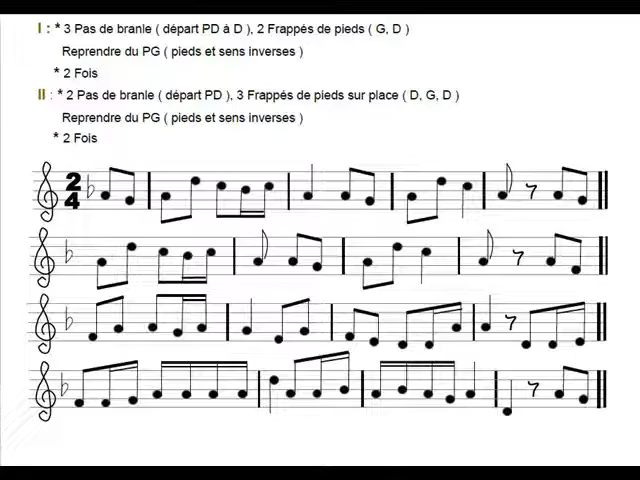 I : * 3 Pas de branle ( départ PD à D ), 2 Frappés de pieds ( G, D )
Reprendre du PG ( pieds et sens inverses )
* 2 Fois
II : * 2 Pas de branle ( départ PD ), 3 Frappés de pieds sur place ( D, G, D )
Reprendre du PG ( pieds et sens inverses )
* 2 Fois
2
4